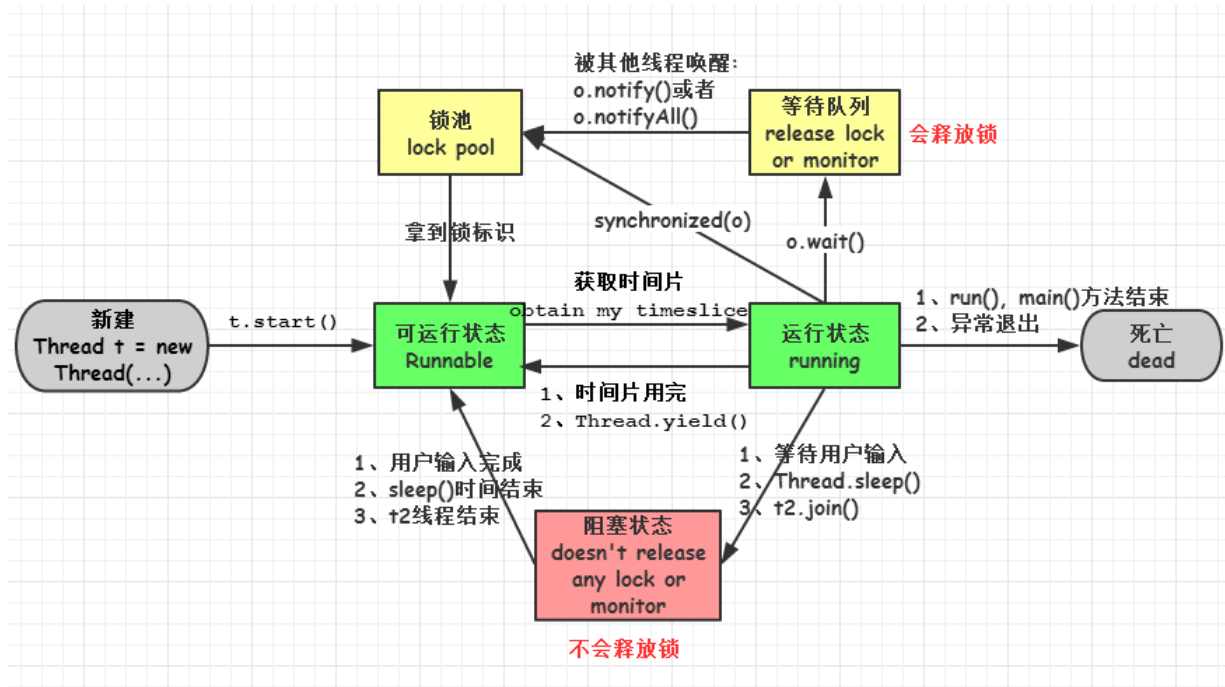 被其他线程唤醒:
o.notify()或者
o.notifyAll()
锁池
lock pool
等待队列
release lock
or monitor
会释放锁
synchronized(o)
o.wait()
拿到锁标识
获取时间片
obtain my timeslice
新建
Thread t = new
Thread(...)
t.start()
可运行状态
Runnable
运行状态
running
1、run(), main()方法结束
2、异常退出
死亡
dead
1、时间片用完
2、Thread.yield()
1、用户输入完成
2、sleep()时间结束
3、t2线程结束
1、等待用户输入
2、Thread.sleep()
3、t2.join()
阻塞状态
doesn't release
any lock or
monitor
不会释放锁